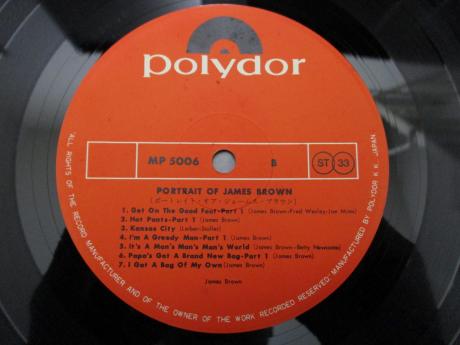 polydor
MP 5006 B ST 33
PORTRAIT OF JAMES BROWN
(ポートレイト・オブ・ジェームス・ブラウン)
1. Get On The Good Foot-Part 1 (James Brown-Fred Wesley-Joe Mims)
2. Hot Pants-Part 1 (James Brown)
3. Kansas City (Leiber-Stoller)
4. I'm A Greedy Man-Part 1 (James Brown)
5. It's A Man's Man's Man's World (James Brown-Betty Newsome)
6. Papa's Got A Brand New Bag-Part 1 (James Brown)
7. I Got A Bag Of My Own (James Brown)
James Brown
"ALL RIGHTS OF THE RECORD MANUFACTURER AND OF THE OWNER OF THE WORK RECORDED RESERVED" MANUFACTURED BY POLYDOR K.K. JAPAN.